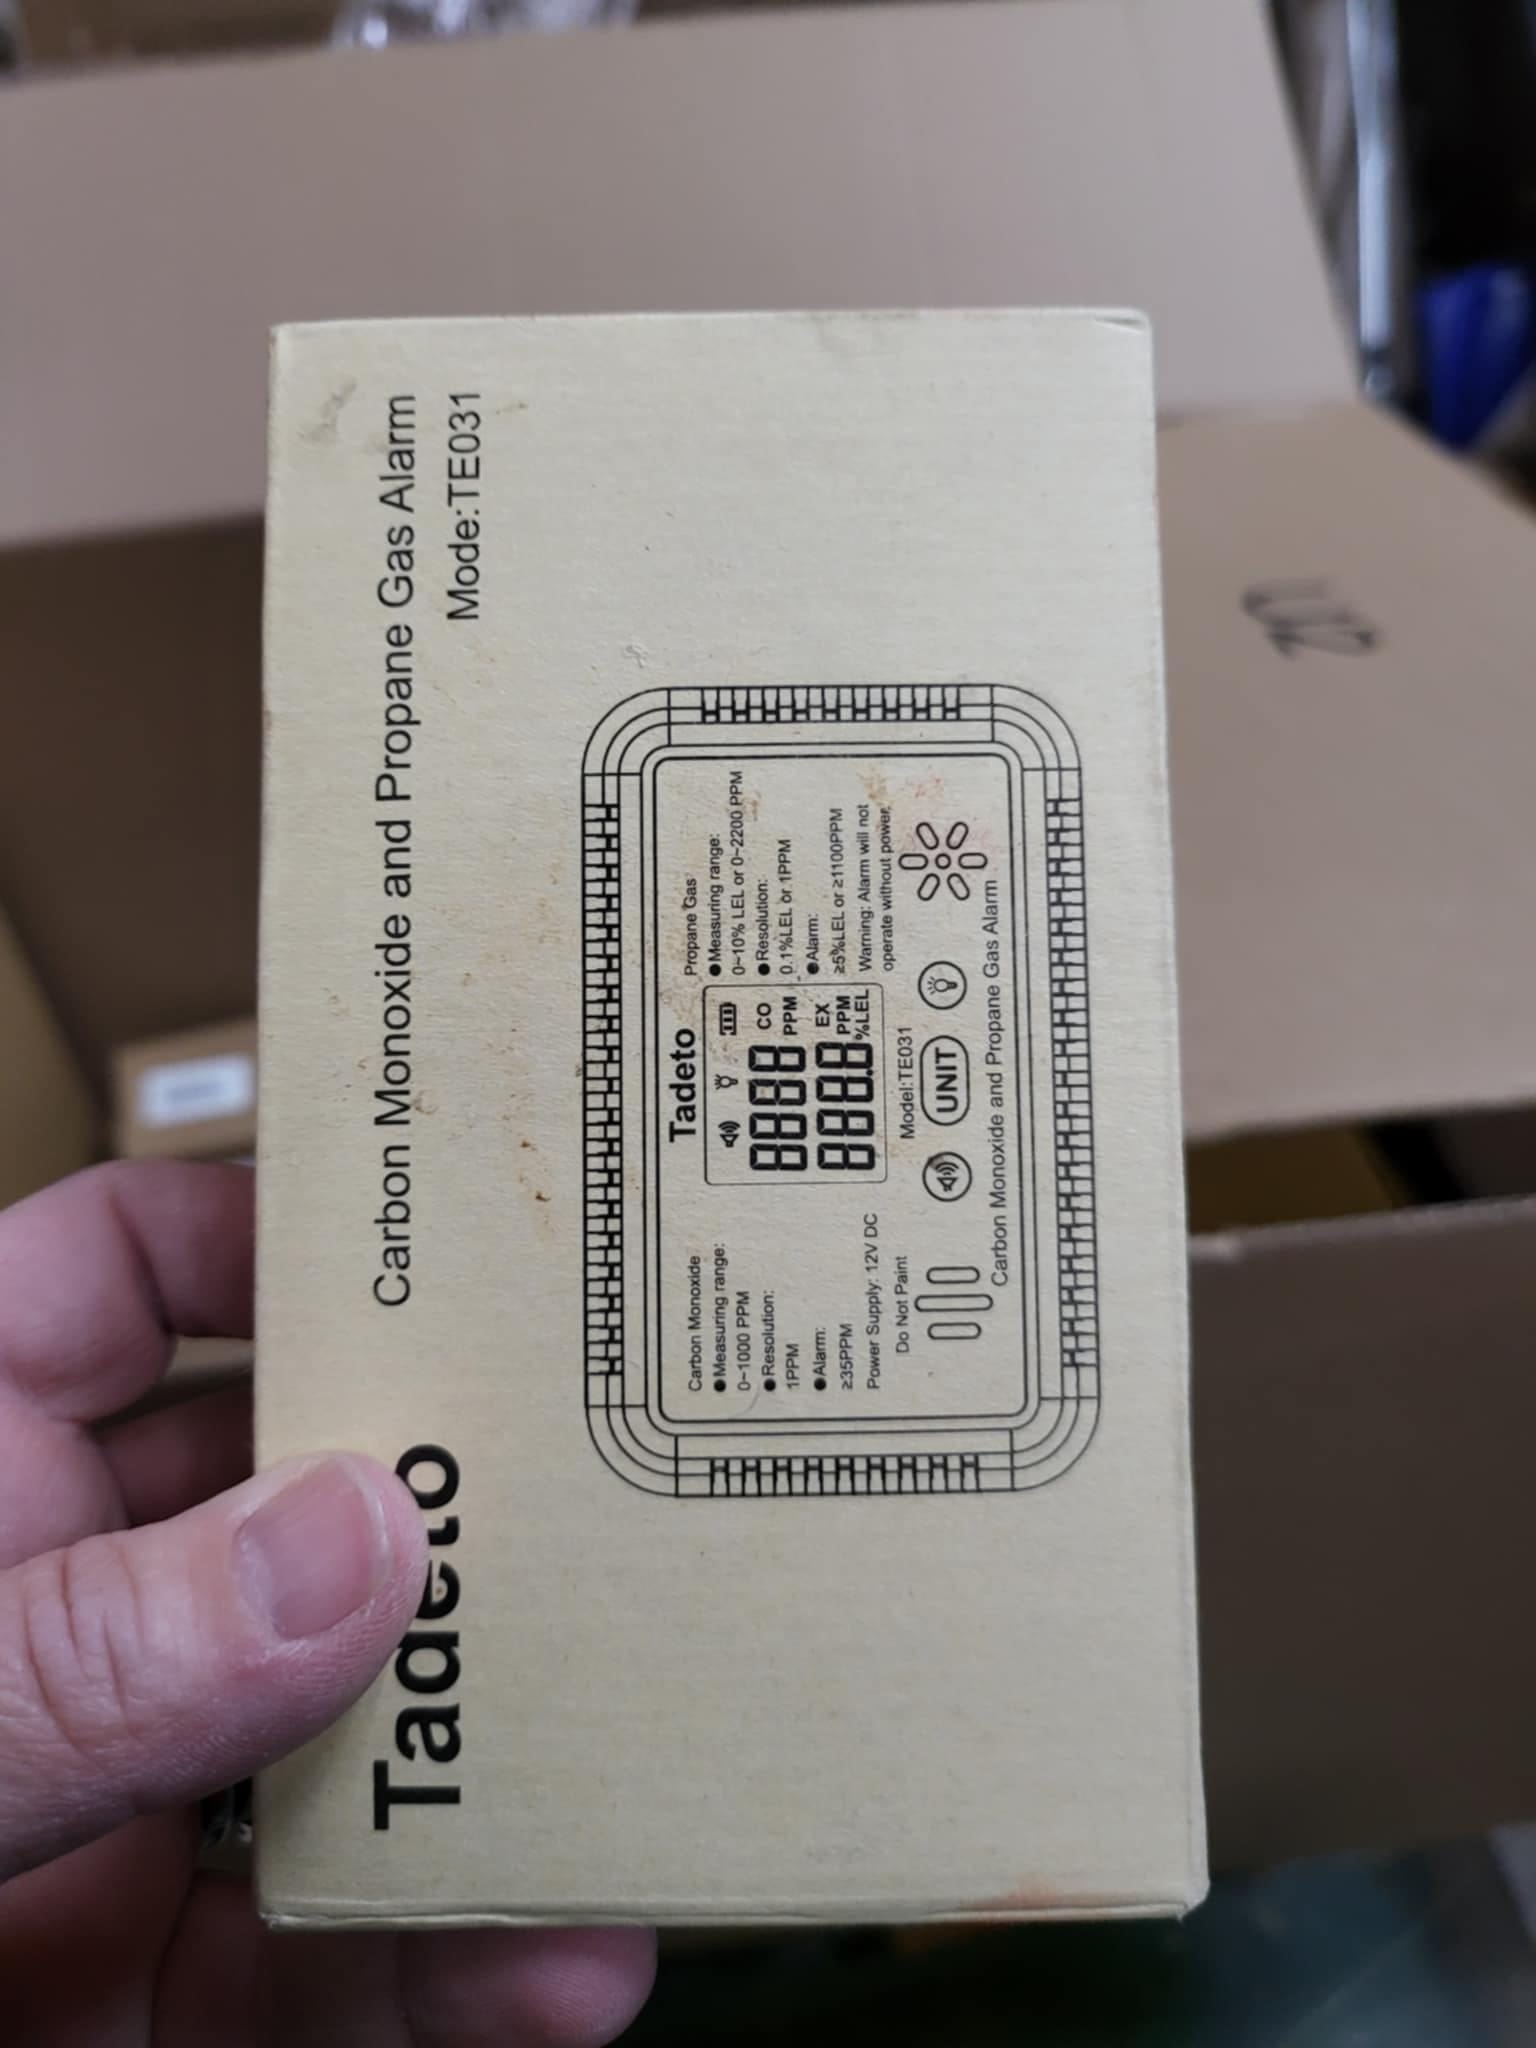 Tadeto
Carbon Monoxide and Propane Gas Alarm
Mode:TE031
Tadeto
Carbon Monoxide
●Measuring range:
0~1000 PPM
●Resolution:
1PPM
●Alarm:
≥35PPM
Power Supply: 12V DC
Do Not Paint
8888 CO
PPM
888.8 EX
PPM
%LEL
Propane Gas
●Measuring range:
0~10% LEL or 0~2200 PPM
●Resolution:
0.1%LEL or 1PPM
●Alarm:
≥5%LEL or ≥1100PPM
Warning: Alarm will not
operate without power.
Model:TE031
UNIT
Carbon Monoxide and Propane Gas Alarm